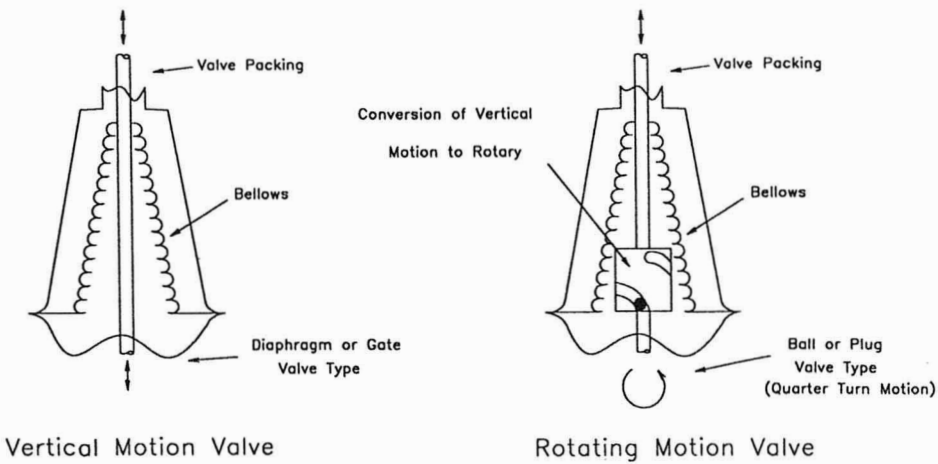 Valve Packing
Bellows
Diaphragm or Gate
Valve Type
Vertical Motion Valve
Valve Packing
Conversion of Vertical
Motion to Rotary
Bellows
Ball or Plug
Valve Type
(Quarter Turn Motion)
Rotating Motion Valve